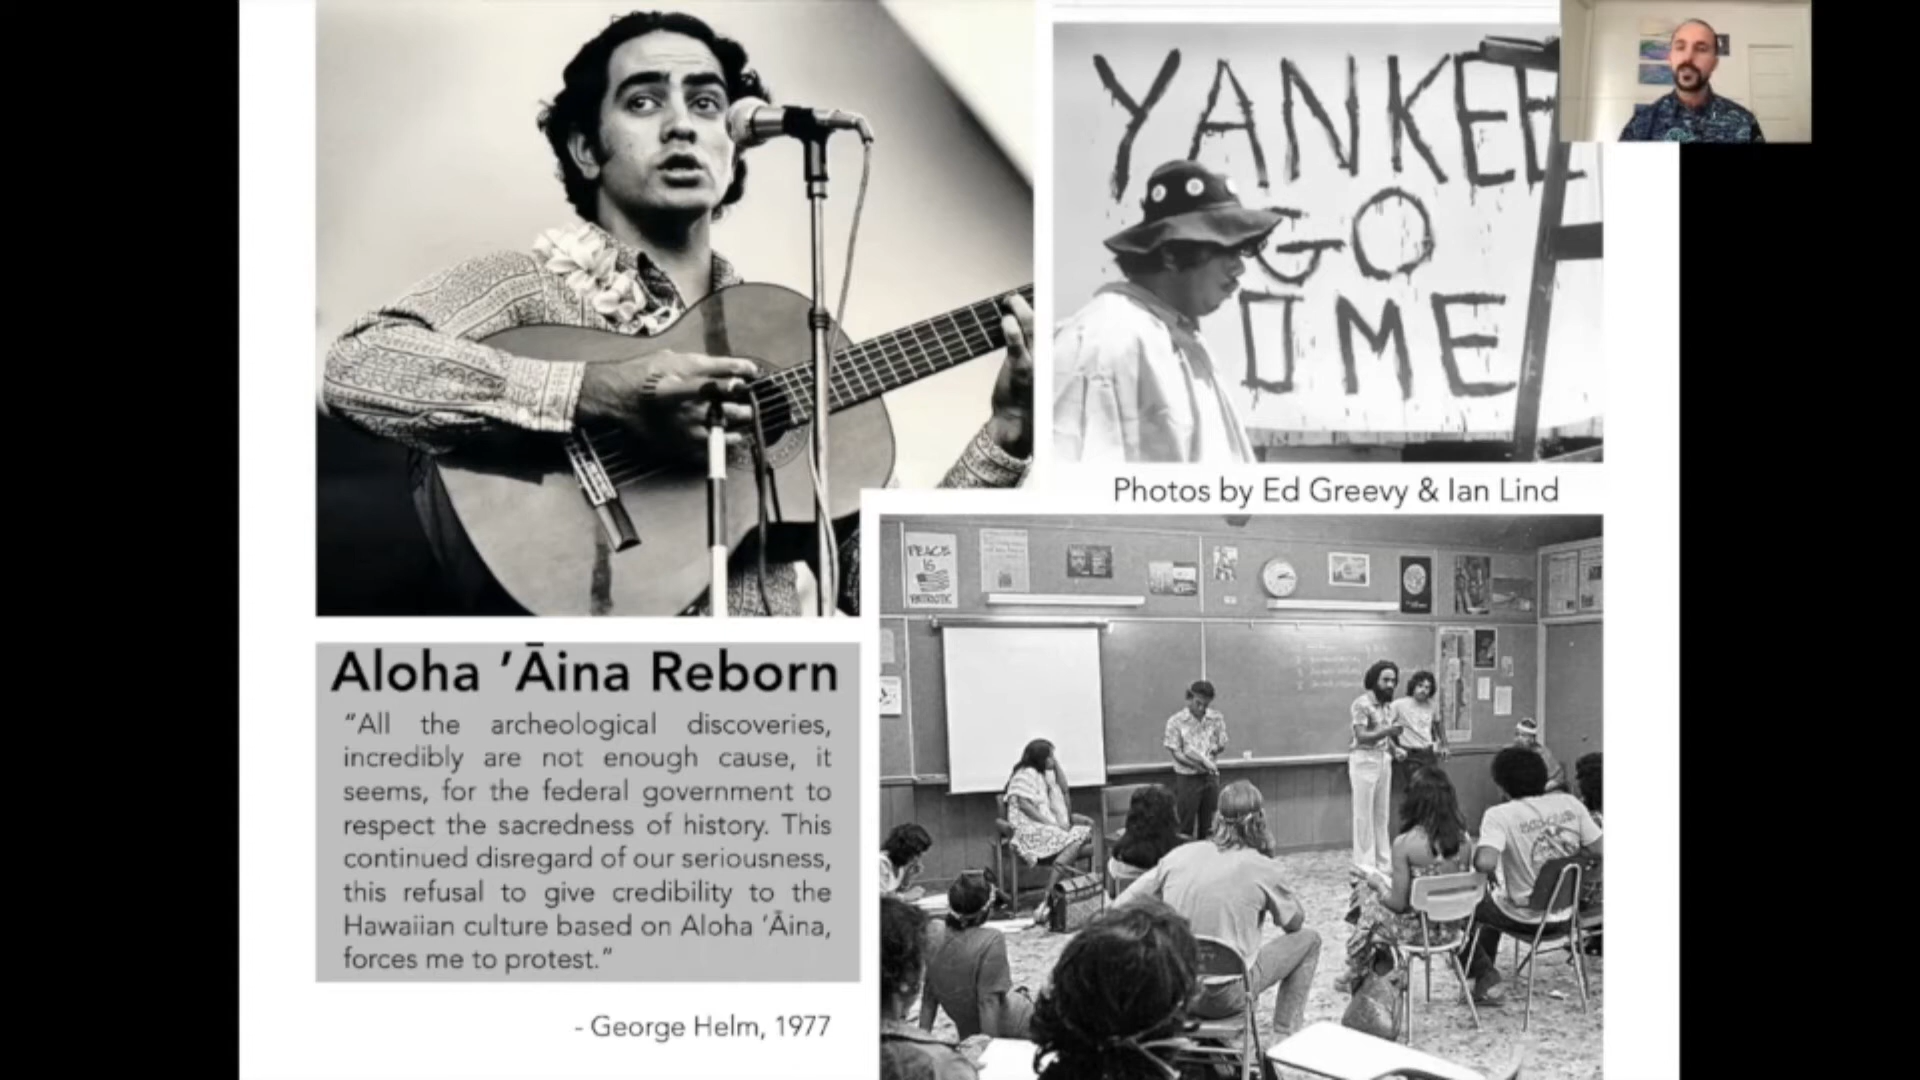 YANKEE
GO
OME
Photos by Ed Greevy & Ian Lind
PEACE
IS
PATRIOTIC
Aloha ’Āina Reborn
“All the archeological discoveries,
incredibly are not enough cause, it
seems, for the federal government to
respect the sacredness of history. This
continued disregard of our seriousness,
this refusal to give credibility to the
Hawaiian culture based on Aloha ’Āina,
forces me to protest.”
- George Helm, 1977